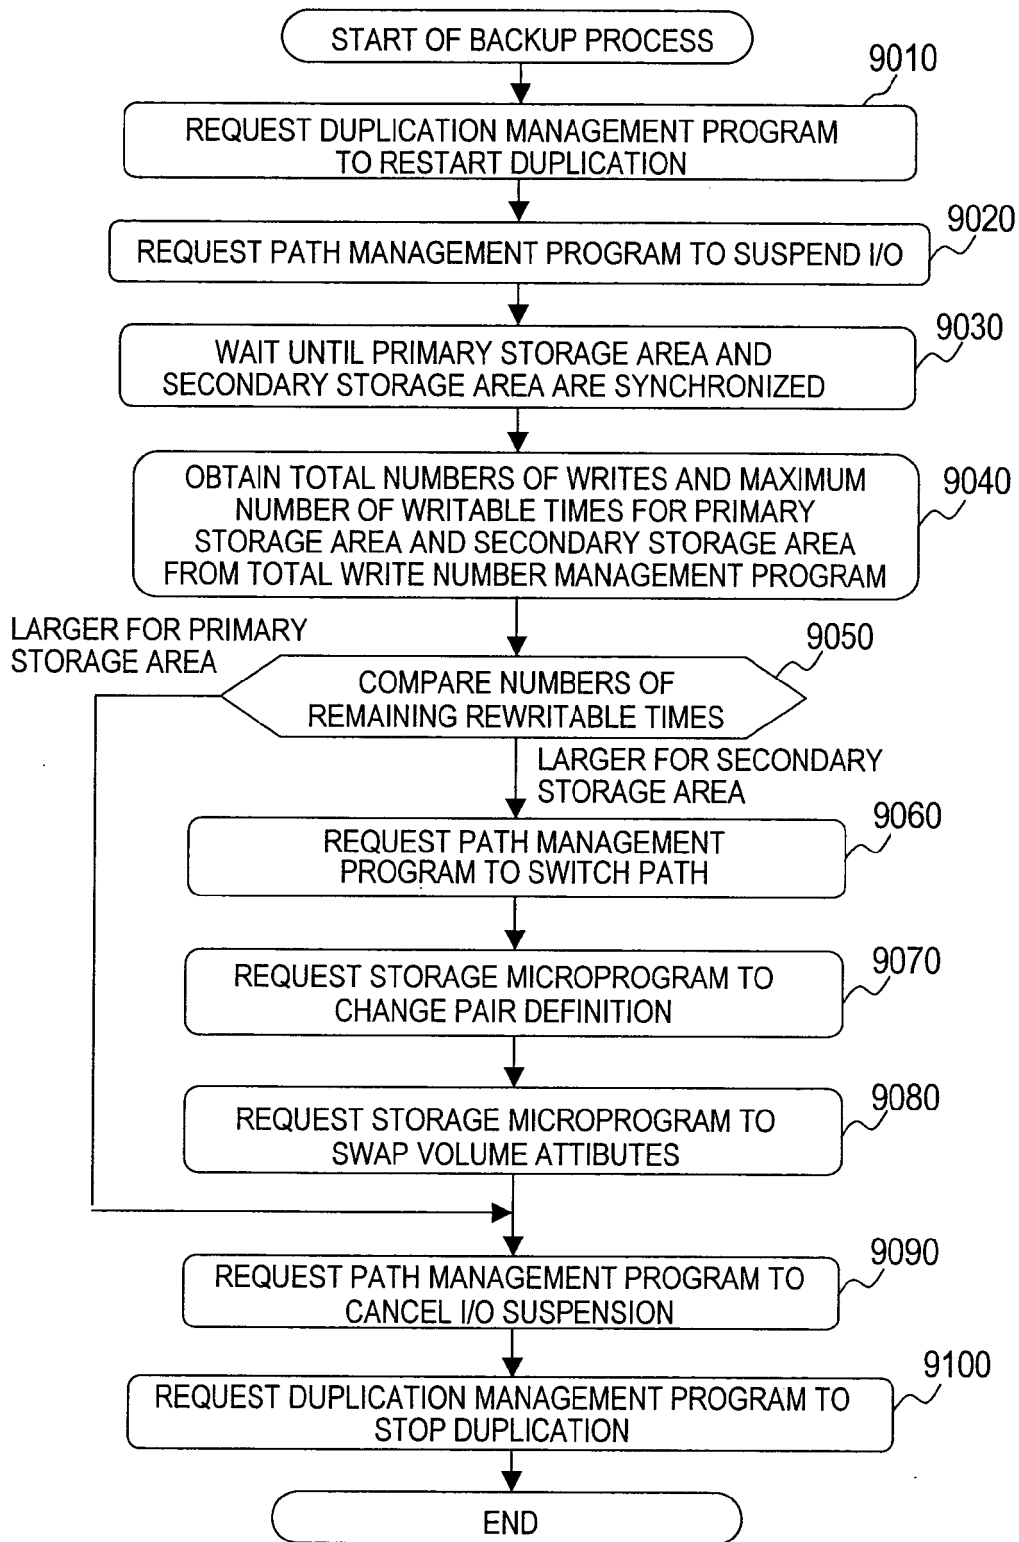 START OF BACKUP PROCESS
9010
REQUEST DUPLICATION MANAGEMENT PROGRAM
TO RESTART DUPLICATION
9020
REQUEST PATH MANAGEMENT PROGRAM TO SUSPEND I/O
9030
WAIT UNTIL PRIMARY STORAGE AREA AND
SECONDARY STORAGE AREA ARE SYNCHRONIZED
9040
OBTAIN TOTAL NUMBERS OF WRITES AND MAXIMUM
NUMBER OF WRITABLE TIMES FOR PRIMARY
STORAGE AREA AND SECONDARY STORAGE AREA
FROM TOTAL WRITE NUMBER MANAGEMENT PROGRAM
LARGER FOR PRIMARY
STORAGE AREA
9050
COMPARE NUMBERS OF
REMAINING REWRITABLE TIMES
LARGER FOR SECONDARY
STORAGE AREA
9060
REQUEST PATH MANAGEMENT
PROGRAM TO SWITCH PATH
9070
REQUEST STORAGE MICROPROGRAM TO
CHANGE PAIR DEFINITION
9080
REQUEST STORAGE MICROPROGRAM TO
SWAP VOLUME ATTIBUTES
9090
REQUEST PATH MANAGEMENT PROGRAM TO
CANCEL I/O SUSPENSION
9100
REQUEST DUPLICATION MANAGEMENT PROGRAM TO
STOP DUPLICATION
END